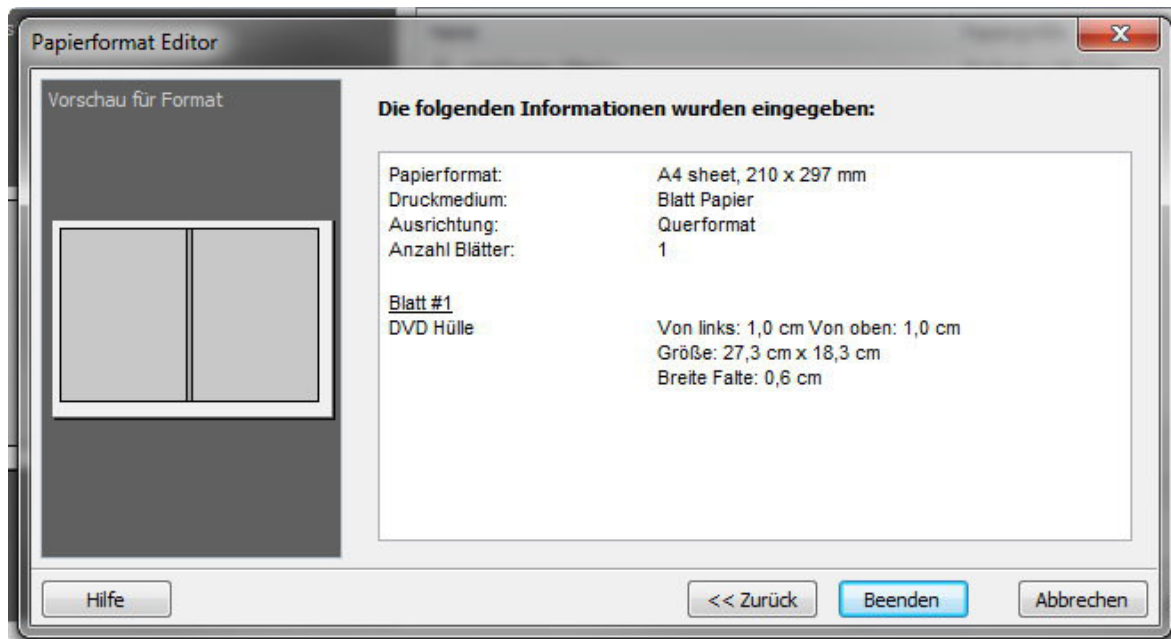 Papierformat Editor
Vorschau für Format
Die folgenden Informationen wurden eingegeben:
Papierformat: A4 sheet, 210 x 297 mm
Druckmedium: Blatt Papier
Ausrichtung: Querformat
Anzahl Blätter: 1
Blatt #1
DVD Hülle Von links: 1,0 cm Von oben: 1,0 cm
Größe: 27,3 cm x 18,3 cm
Breite Falte: 0,6 cm
Hilfe << Zurück Beenden Abbrechen